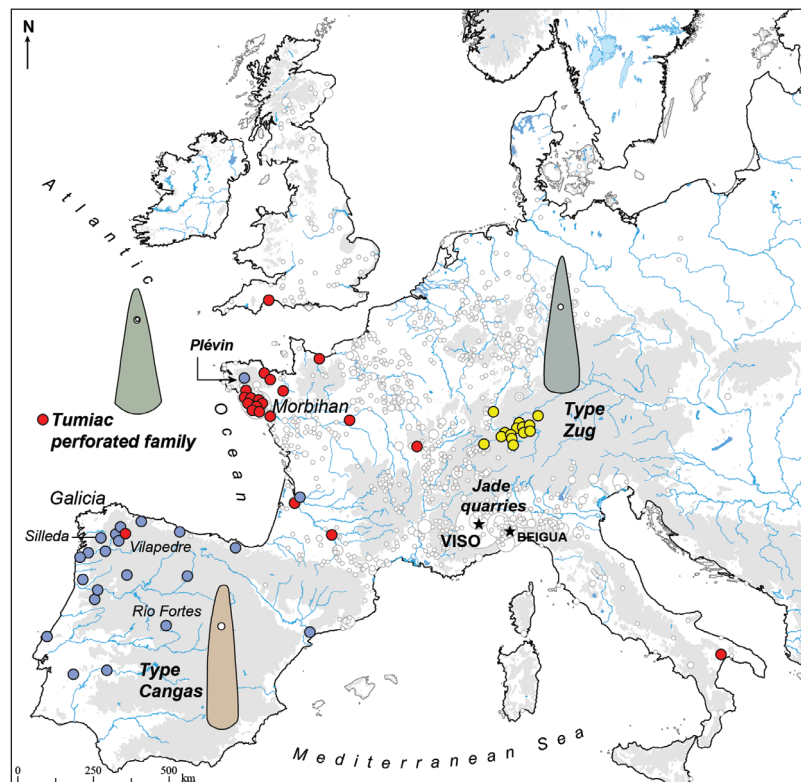 N
Atlantic
Ocean
Plévin
Morbihan
Tumiac
perforated family
Type
Zug
Jade
quarries
VISO
BEIGUA
Galicia
Silleda
Vilapedre
Río Fortes
Type
Cangas
Mediterranean Sea
0 250 500 km